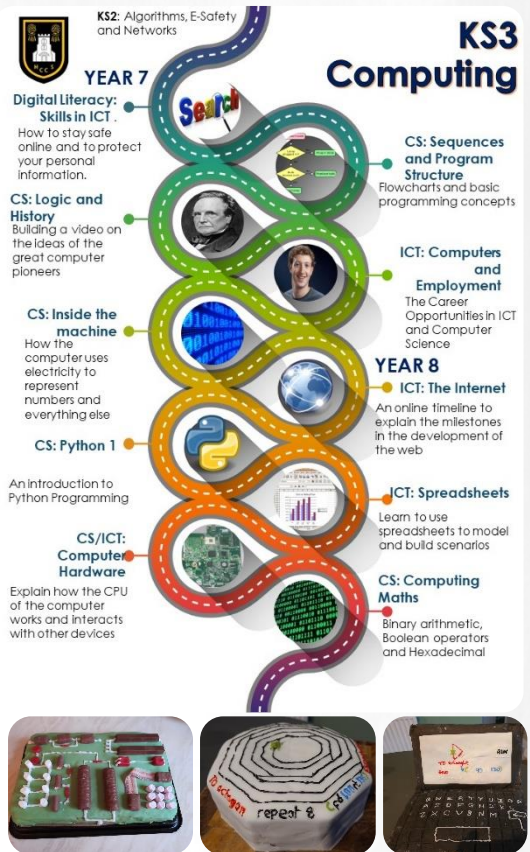 KS2: Algorithms, E-Safety
and Networks
KS3
Computing
YEAR 7
Digital Literacy:
Skills in ICT .
How to stay safe
online and to protect
your personal
information.
Search
CS: Sequences
and Program
Structure
Flowcharts and basic
programming concepts
CS: Logic and
History
Building a video on
the ideas of the
great computer
pioneers
ICT: Computers
and
Employment
The Career
Opportunities in ICT
and Computer
Science
CS: Inside the
machine
How the
computer uses
electricity to
represent
numbers and
everything else
YEAR 8
ICT: The Internet
An online timeline to
explain the milestones
in the development of
the web
CS: Python 1
An introduction to
Python Programming
ICT: Spreadsheets
Learn to use
spreadsheets to model
and build scenarios
CS/ICT:
Computer
Hardware
Explain how the CPU
of the computer
works and interacts
with other devices
CS: Computing
Maths
Binary arithmetic,
Boolean operators
and Hexadecimal
TO octagon
repeat 8